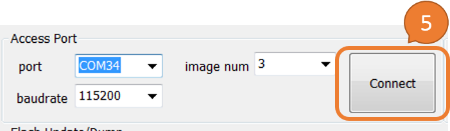 5
Access Port
port COM34 image num 3
Connect
baudrate 115200
Flash Update/Dump